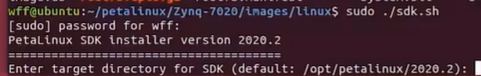 wff@ubuntu:~/petalinux/Zynq-7020/images/linux$ sudo ./sdk.sh
[sudo] password for wff:
PetaLinux SDK installer version 2020.2
======================================
Enter target directory for SDK (default: /opt/petalinux/2020.2):